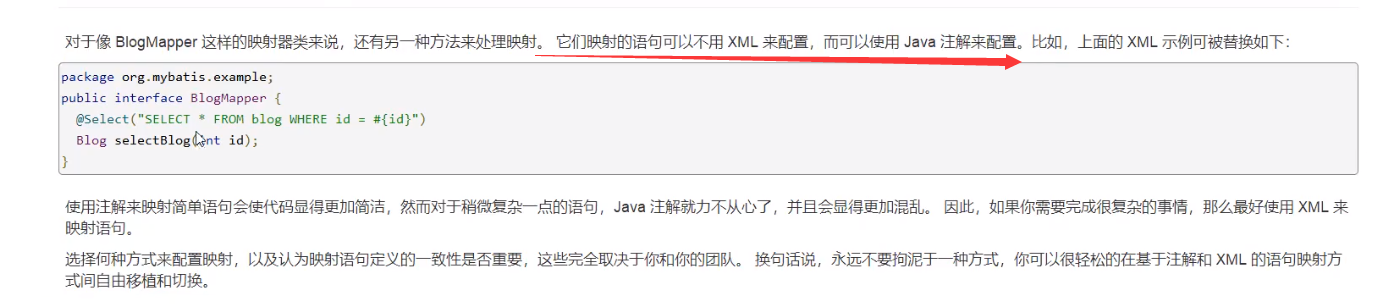 对于像 BlogMapper 这样的映射器类来说，还有另一种方法来处理映射。 它们映射的语句可以不用 XML 来配置，而可以使用 Java 注解来配置。比如，上面的 XML 示例可被替换如下：
package org.mybatis.example;
public interface BlogMapper {
@Select("SELECT * FROM blog WHERE id = #{id}")
Blog selectBlog(int id);
}
使用注解来映射简单语句会使代码显得更加简洁，然而对于稍微复杂一点的语句，Java 注解就力不从心了，并且会显得更加混乱。 因此，如果你需要完成很复杂的事情，那么最好使用 XML 来
映射语句。
选择何种方式来配置映射，以及认为映射语句定义的一致性是否重要，这些完全取决于你和你的团队。 换句话说，永远不要拘泥于一种方式，你可以很轻松的在基于注解和 XML 的语句映射方
式间自由移植和切换。